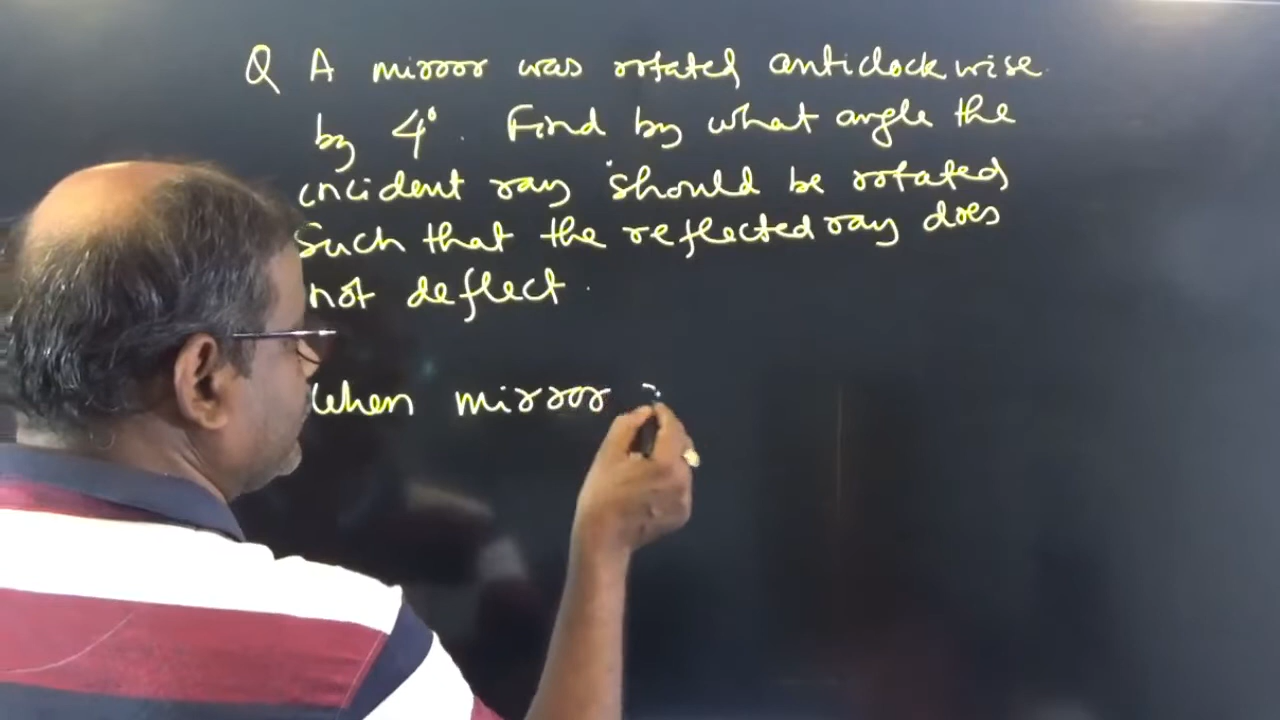 Q A mirror was rotated anticlockwise
by 4°. Find by what angle the
incident ray should be rotated
Such that the reflected ray does
not deflect.
When mirror